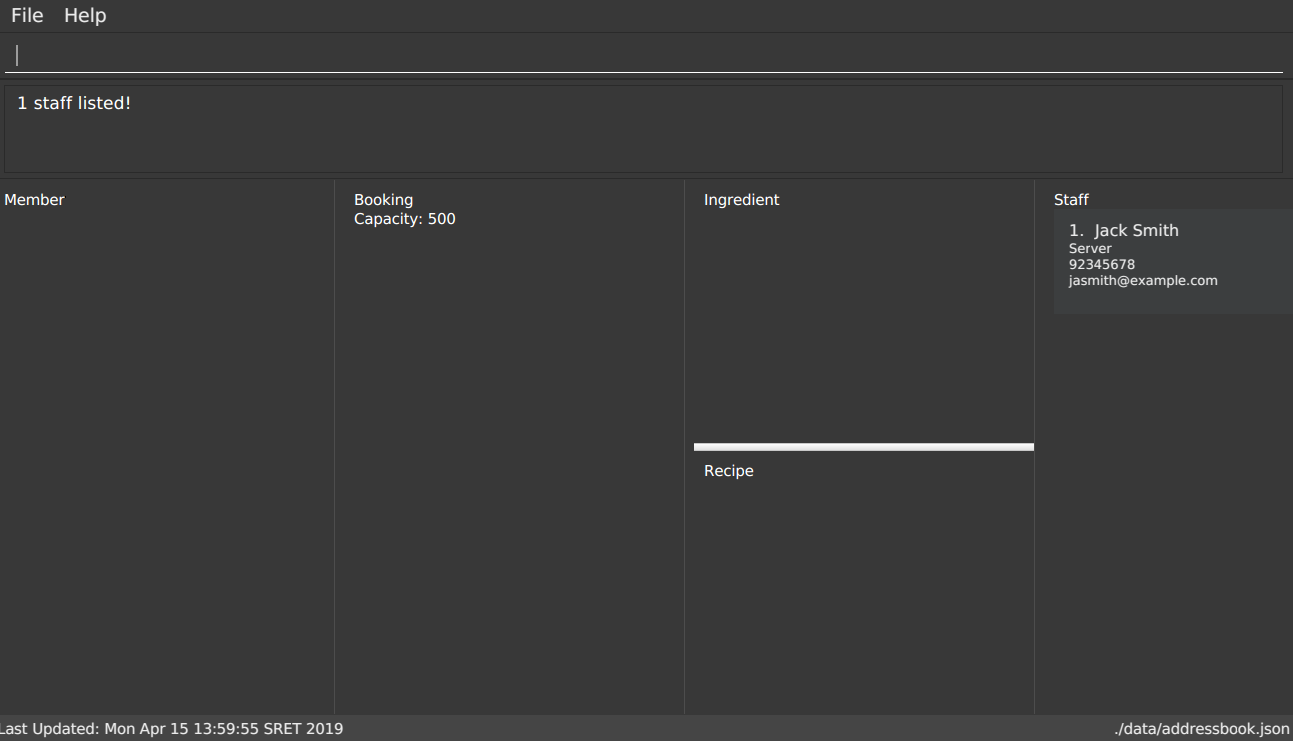 File Help
1 staff listed!
Member
Booking
Capacity: 500
Ingredient
Recipe
Staff
1. Jack Smith
Server
92345678
jasmith@example.com
Last Updated: Mon Apr 15 13:59:55 SRET 2019
./data/addressbook.json